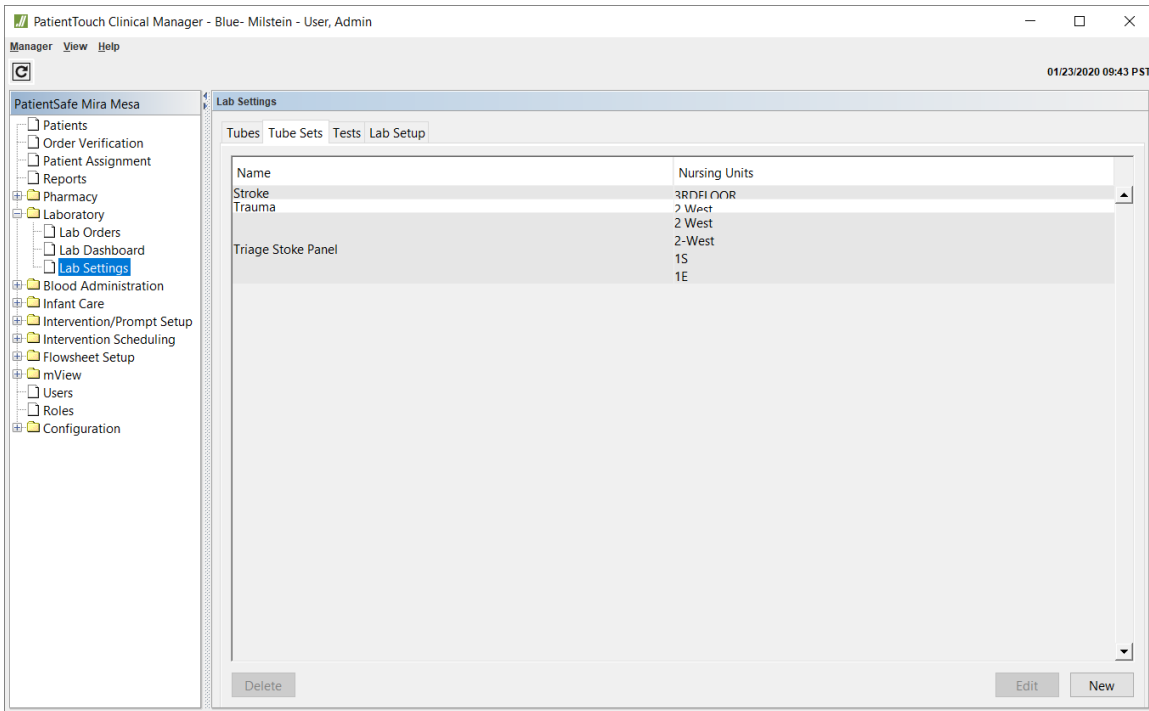 PatientTouch Clinical Manager - Blue- Milstein - User, Admin
Manager View Help
01/23/2020 09:43 PST
PatientSafe Mira Mesa
Patients
Order Verification
Patient Assignment
Reports
Pharmacy
Laboratory
Lab Orders
Lab Dashboard
Lab Settings
Blood Administration
Infant Care
Intervention/Prompt Setup
Intervention Scheduling
Flowsheet Setup
mView
Users
Roles
Configuration
Lab Settings
Tubes Tube Sets Tests Lab Setup
Name Nursing Units
Stroke 3RDFLOOR
Trauma 2 West
2 West
2-West
Triage Stoke Panel
1S
1E
Delete Edit New